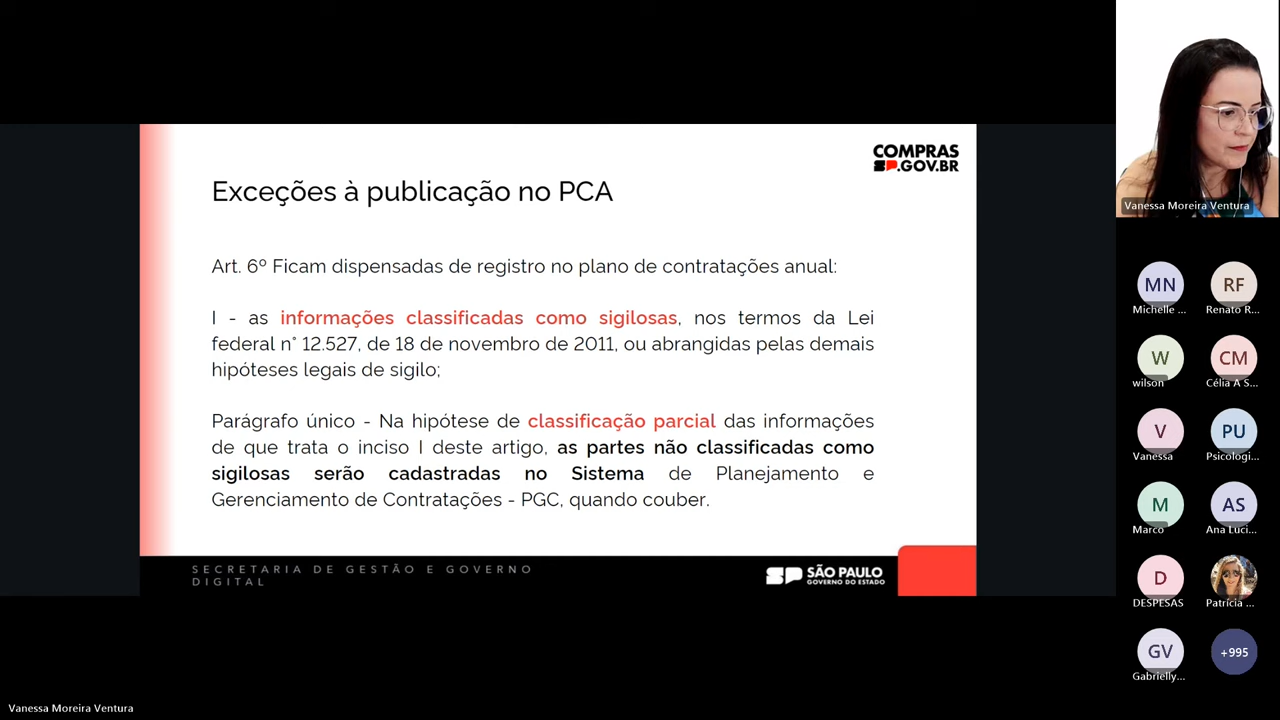 COMPRAS
SP.GOV.BR
Exceções à publicação no PCA
Art. 6º Ficam dispensadas de registro no plano de contratações anual:
I - as informações classificadas como sigilosas, nos termos da Lei
federal n° 12.527, de 18 de novembro de 2011, ou abrangidas pelas demais
hipóteses legais de sigilo;
Parágrafo único - Na hipótese de classificação parcial das informações
de que trata o inciso I deste artigo, as partes não classificadas como
sigilosas serão cadastradas no Sistema de Planejamento e
Gerenciamento de Contratações - PGC, quando couber.
SECRETARIA DE GESTÃO E GOVERNO
DIGITAL
SP SÃO PAULO
GOVERNO DO ESTADO
Vanessa Moreira Ventura
MN RF
Michelle ... Renato R...
W CM
wilson Célia A S...
V PU
Vanessa Psicologi...
M AS
Marco Ana Luci...
D
DESPESAS Patrícia ...
GV +995
Gabrielly...
Vanessa Moreira Ventura